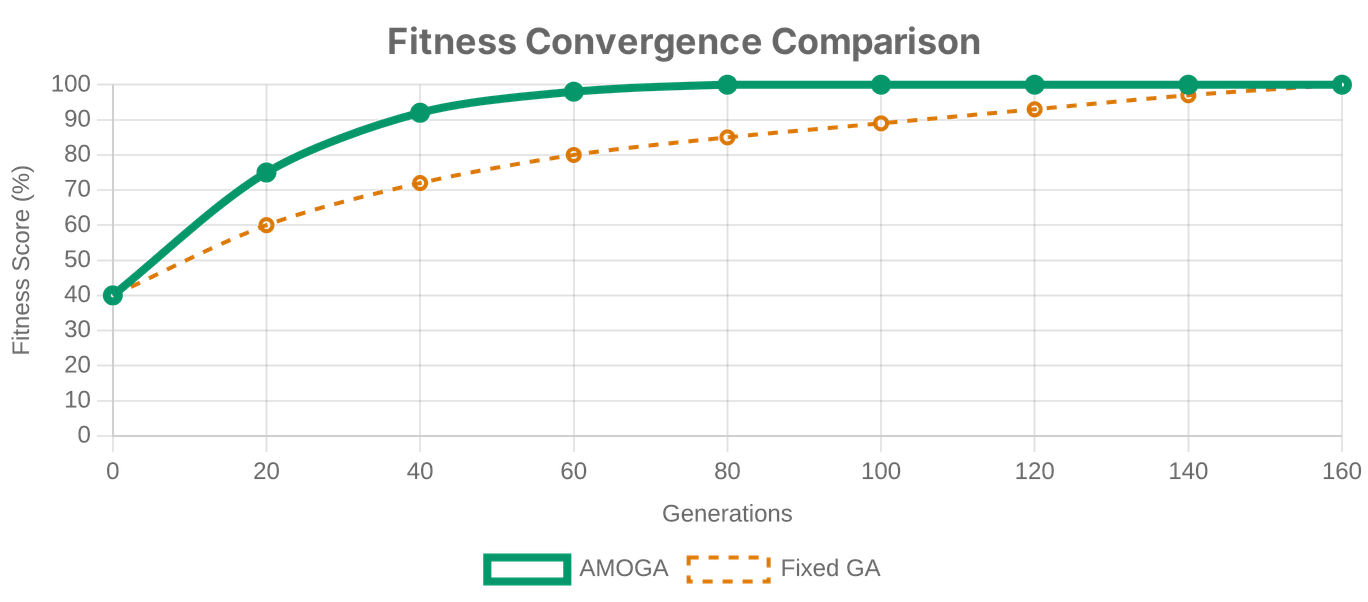 Fitness Convergence Comparison
Fitness Score (%)
100
90
80
70
60
50
40
30
20
10
0
0 20 40 60 80 100 120 140 160
Generations
AMOGA Fixed GA